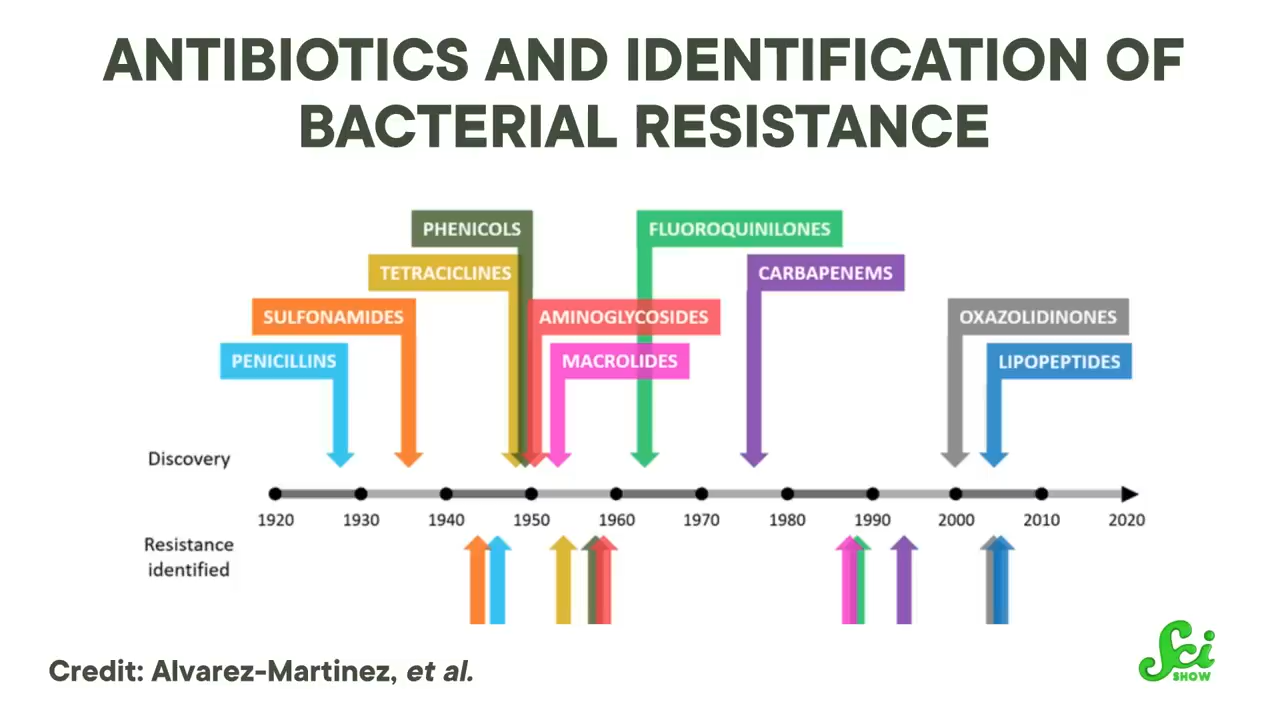 ANTIBIOTICS AND IDENTIFICATION OF
BACTERIAL RESISTANCE
PHENICOLS
FLUOROQUINILONES
TETRACICLINES
CARBAPENEMS
SULFONAMIDES
AMINOGLYCOSIDES
OXAZOLIDINONES
PENICILLINS
MACROLIDES
LIPOPEPTIDES
Discovery
1920 1930 1940 1950 1960 1970 1980 1990 2000 2010 2020
Resistance
identified
Credit: Alvarez-Martinez, et al.
Sci
SHOW